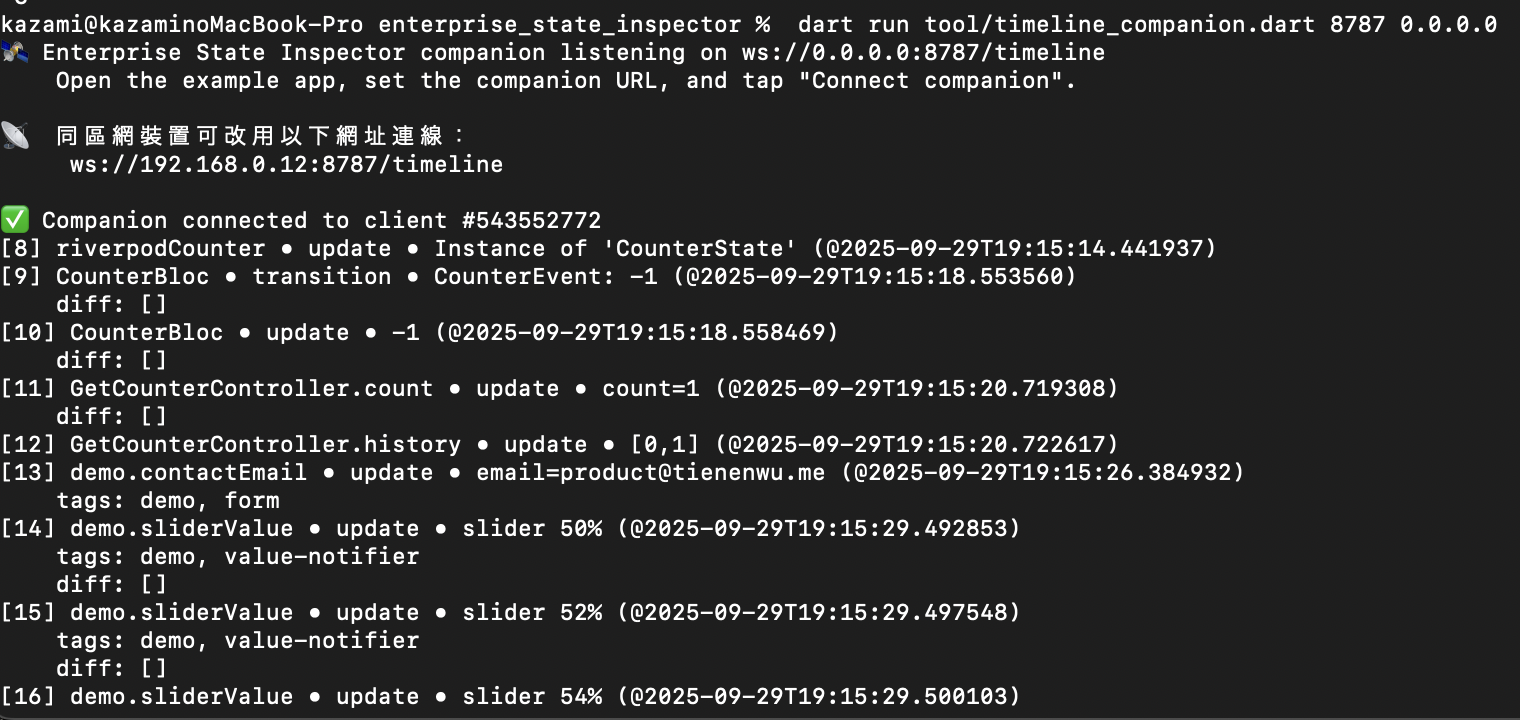 kazami@kazaminoMacBook-Pro enterprise_state_inspector %  dart run tool/timeline_companion.dart 8787 0.0.0.0
🛰 Enterprise State Inspector companion listening on ws://0.0.0.0:8787/timeline
Open the example app, set the companion URL, and tap "Connect companion".
📡 同區網裝置可改用以下網址連線：
ws://192.168.0.12:8787/timeline
✅ Companion connected to client #543552772
[8] riverpodCounter • update • Instance of 'CounterState' (@2025-09-29T19:15:14.441937)
[9] CounterBloc • transition • CounterEvent: -1 (@2025-09-29T19:15:18.553560)
diff: []
[10] CounterBloc • update • -1 (@2025-09-29T19:15:18.558469)
diff: []
[11] GetCounterController.count • update • count=1 (@2025-09-29T19:15:20.719308)
diff: []
[12] GetCounterController.history • update • [0,1] (@2025-09-29T19:15:20.722617)
[13] demo.contactEmail • update • email=product@tienenwu.me (@2025-09-29T19:15:26.384932)
tags: demo, form
[14] demo.sliderValue • update • slider 50% (@2025-09-29T19:15:29.492853)
tags: demo, value-notifier
diff: []
[15] demo.sliderValue • update • slider 52% (@2025-09-29T19:15:29.497548)
tags: demo, value-notifier
diff: []
[16] demo.sliderValue • update • slider 54% (@2025-09-29T19:15:29.500103)